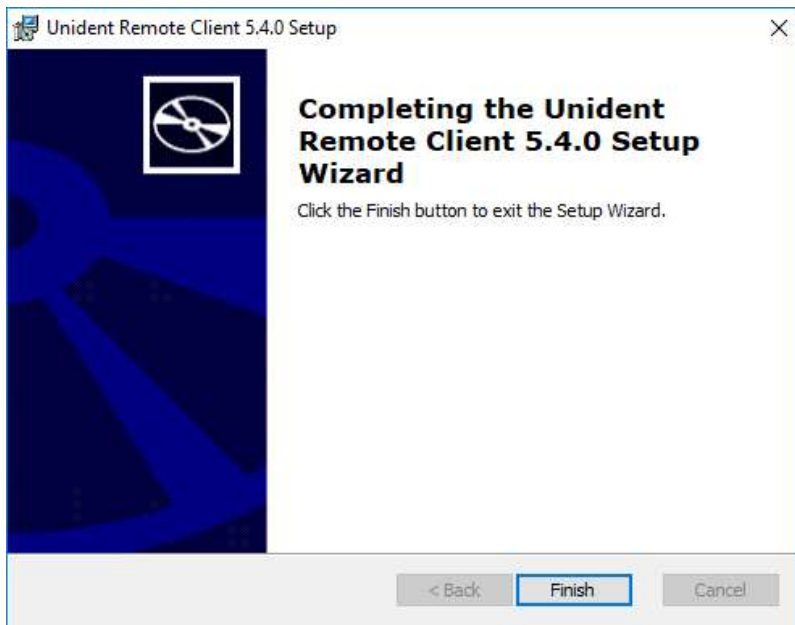 Unident Remote Client 5.4.0 Setup
Completing the Unident
Remote Client 5.4.0 Setup
Wizard
Click the Finish button to exit the Setup Wizard.
< Back Finish Cancel